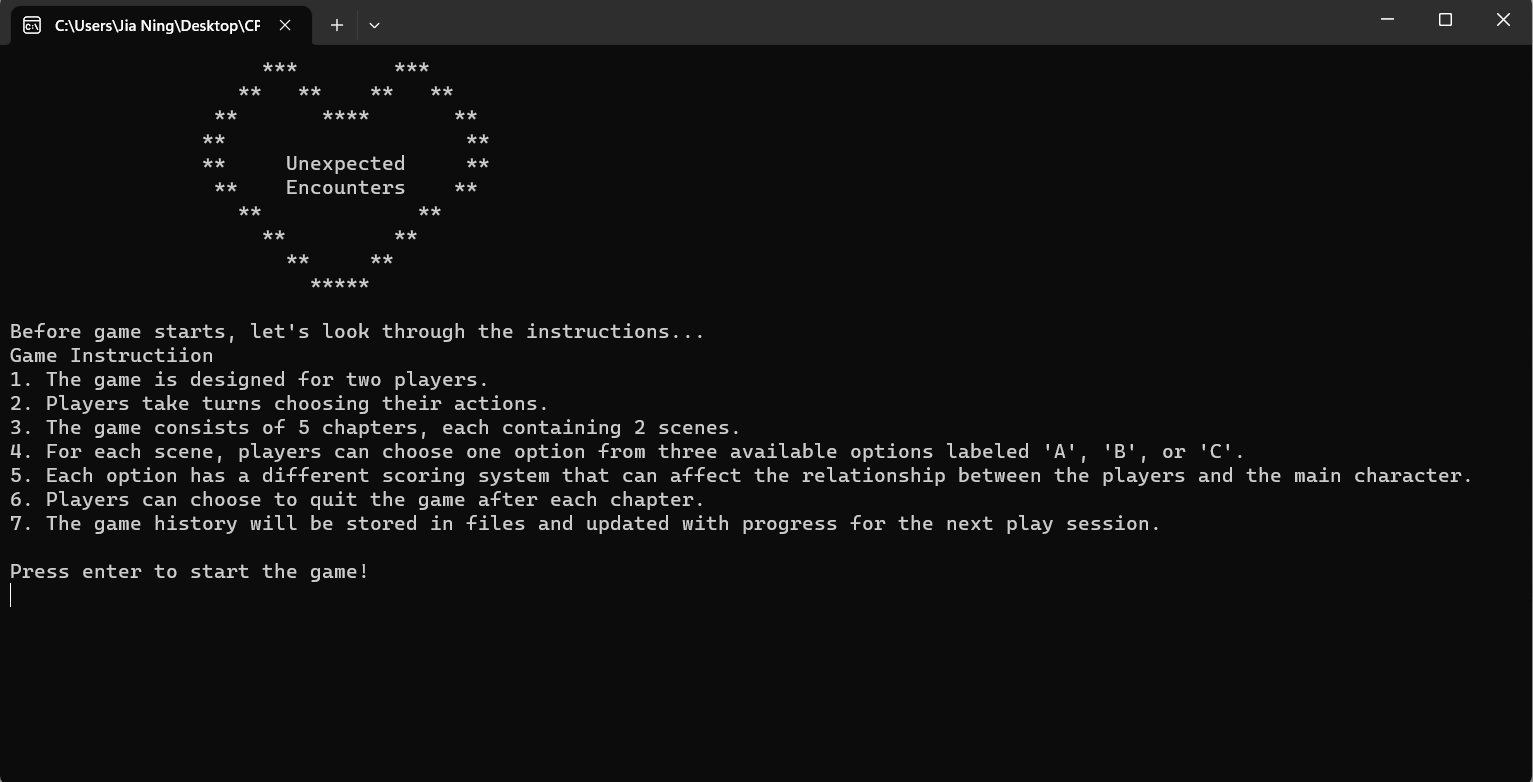 C:\Users\Jia Ning\Desktop\CF
***        ***
**   **    **   **
**       ****       **
**                    **
**     Unexpected     **
**    Encounters    **
**             **
**         **
**     **
*****
Before game starts, let's look through the instructions...
Game Instructiion
1. The game is designed for two players.
2. Players take turns choosing their actions.
3. The game consists of 5 chapters, each containing 2 scenes.
4. For each scene, players can choose one option from three available options labeled 'A', 'B', or 'C'.
5. Each option has a different scoring system that can affect the relationship between the players and the main character.
6. Players can choose to quit the game after each chapter.
7. The game history will be stored in files and updated with progress for the next play session.
Press enter to start the game!